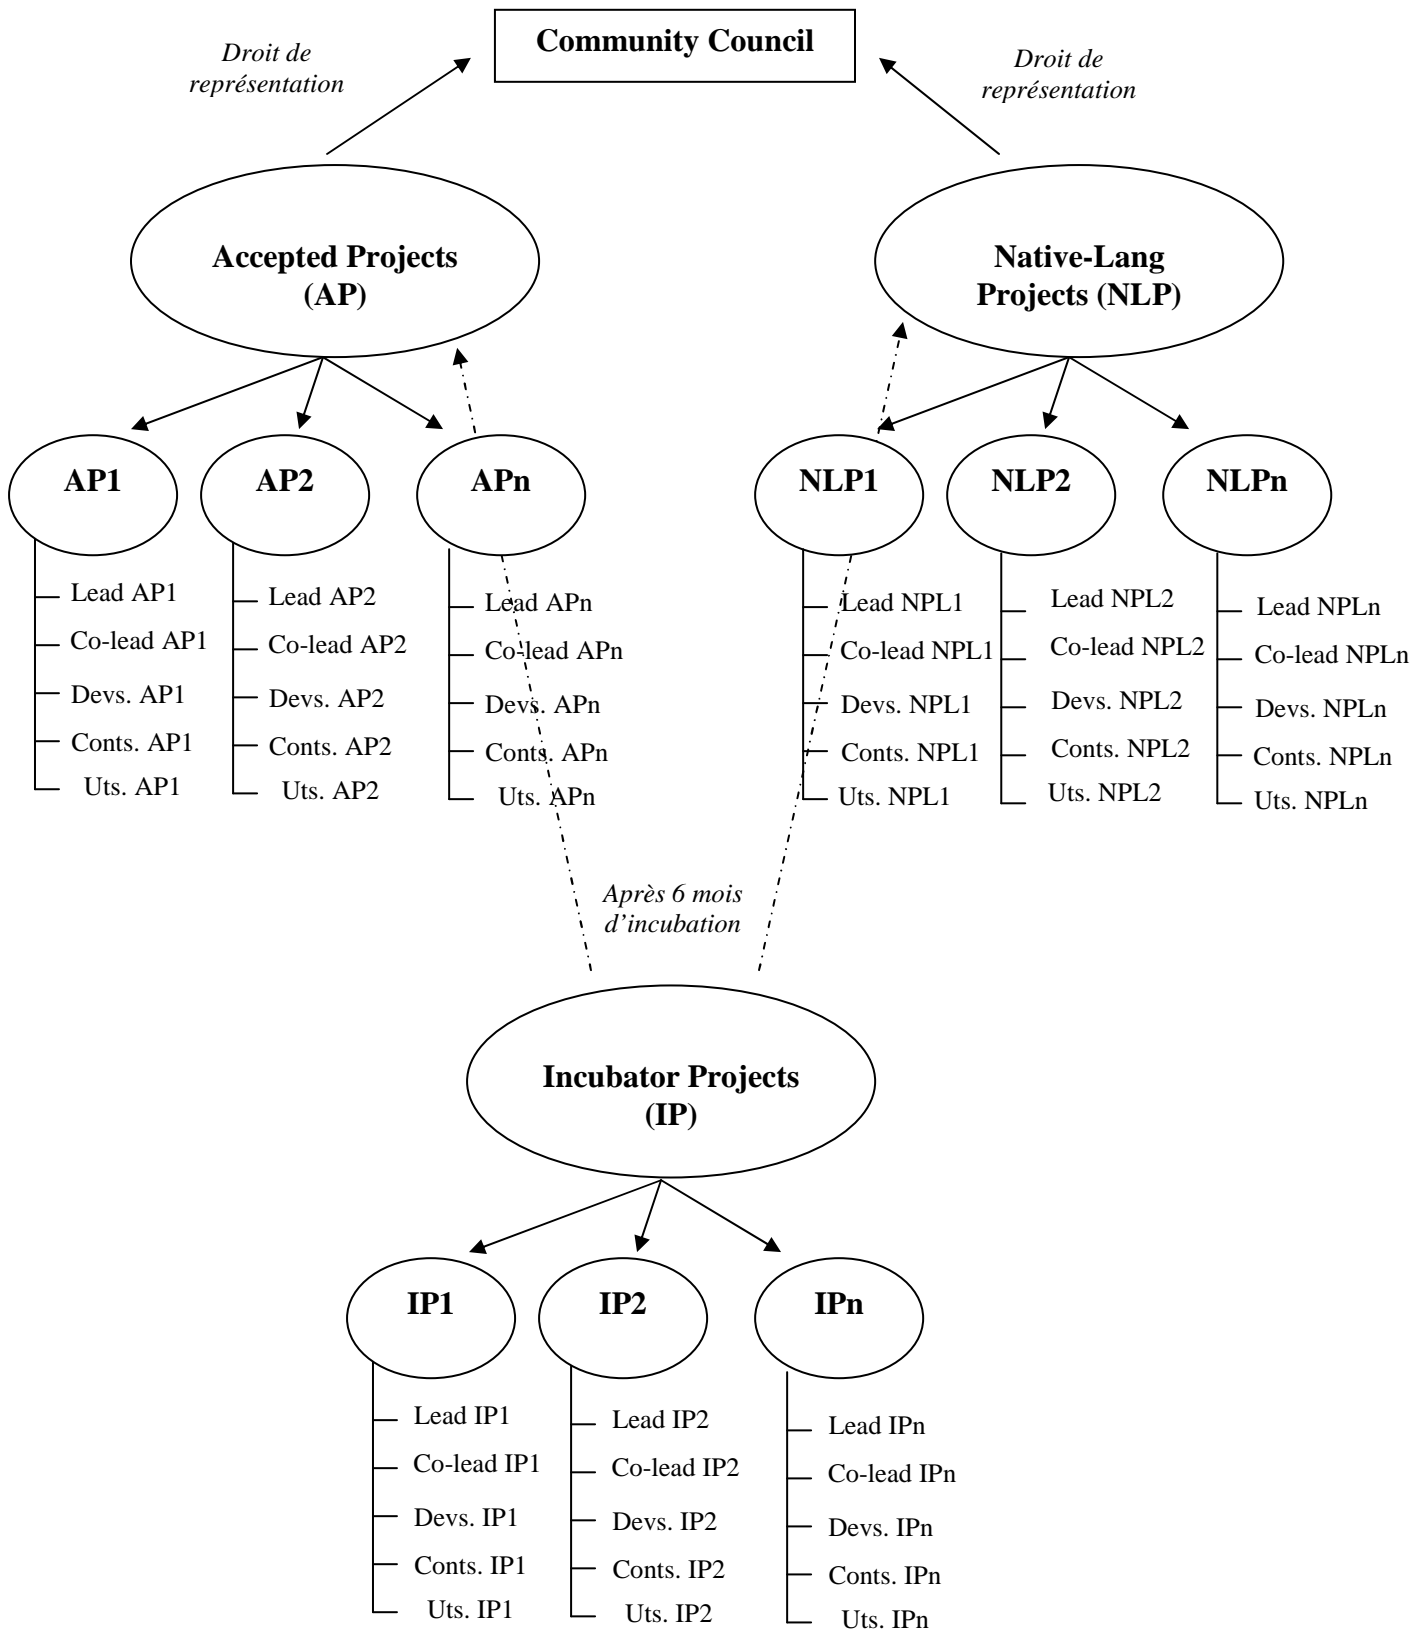 Community Council
Droit de
représentation
Droit de
représentation
Accepted Projects
(AP)
Native-Lang
Projects (NLP)
AP1
AP2
APn
NLP1
NLP2
NLPn
Lead AP1
Co-lead AP1
Devs. AP1
Conts. AP1
Uts. AP1
Lead AP2
Co-lead AP2
Devs. AP2
Conts. AP2
Uts. AP2
Lead APn
Co-lead APn
Devs. APn
Conts. APn
Uts. APn
Lead NPL1
Co-lead NPL1
Devs. NPL1
Conts. NPL1
Uts. NPL1
Lead NPL2
Co-lead NPL2
Devs. NPL2
Conts. NPL2
Uts. NPL2
Lead NPLn
Co-lead NPLn
Devs. NPLn
Conts. NPLn
Uts. NPLn
Après 6 mois
d’incubation
Incubator Projects
(IP)
IP1
IP2
IPn
Lead IP1
Co-lead IP1
Devs. IP1
Conts. IP1
Uts. IP1
Lead IP2
Co-lead IP2
Devs. IP2
Conts. IP2
Uts. IP2
Lead IPn
Co-lead IPn
Devs. IPn
Conts. IPn
Uts. IPn